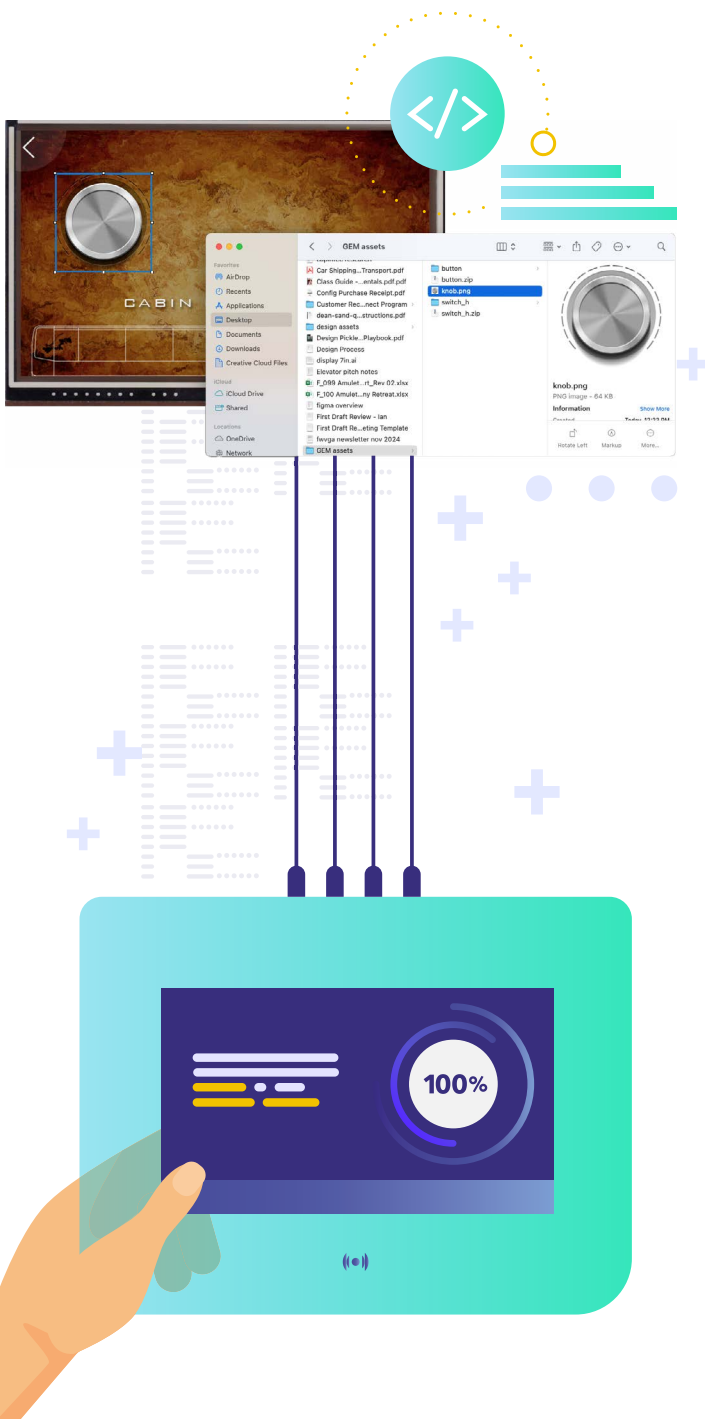 </>
CABIN
GEM assets
Favorites
AirDrop
Recents
Applications
Desktop
Documents
Downloads
Creative Cloud Files
iCloud
iCloud Drive
Shared
Locations
OneDrive
Network
Car Shipping...Transport.pdf
Class Guide -...entals.pdf.pdf
Config Purchase Receipt.pdf
Customer Rec...nect Program
dean-sand-q...structions.pdf
design assets
Design Pickle...Playbook.pdf
Design Process
display 7in.ai
Elevator pitch notes
F_099 Amulet...rt_Rev 02.xlsx
F_100 Amulet...ny Retreat.xlsx
figma overview
First Draft Review - Ian
First Draft Re...eting Template
fwvga newsletter nov 2024
GEM assets
button
button.zip
knob.png
switch_h
switch_h.zip
knob.png
PNG image - 64 KB
Information
Show More
Created
Today, 12:22 PM
Rotate Left
Markup
More...
100%